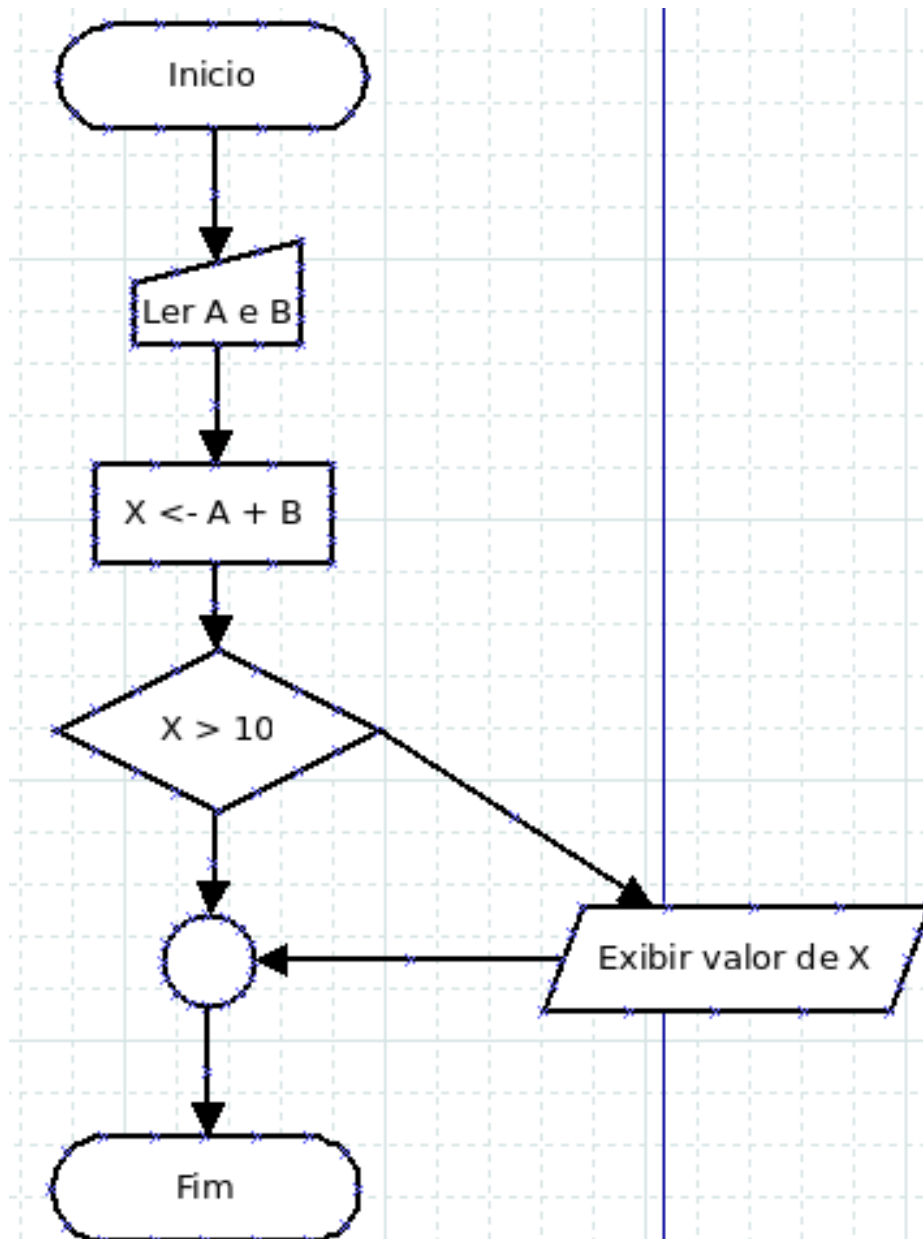 Inicio
Ler A e B
X <- A + B
X > 10
Exibir valor de X
Fim